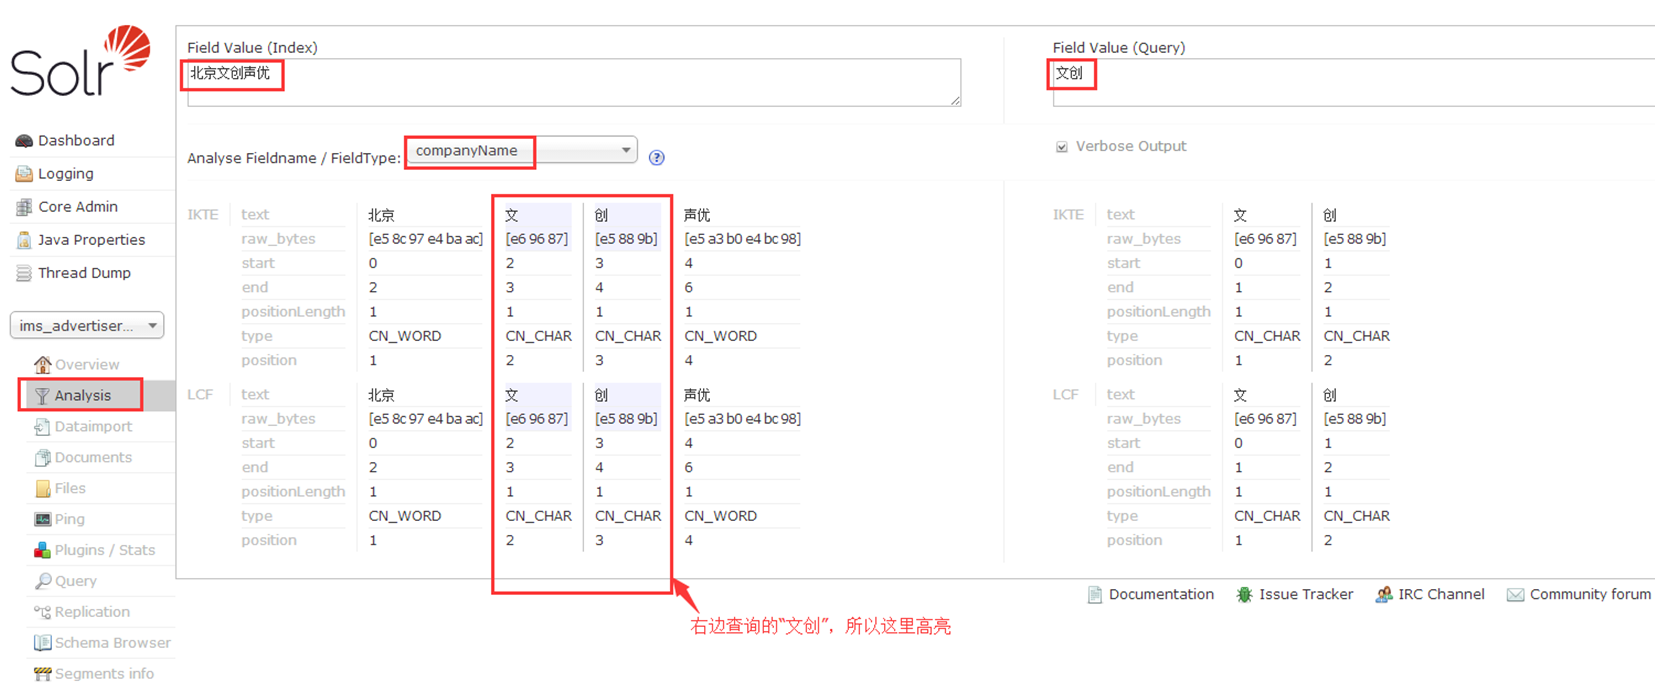 Solr
Dashboard
Logging
Core Admin
Java Properties
Thread Dump
ims_advertiser...
Overview
Analysis
Dataimport
Documents
Files
Ping
Plugins / Stats
Query
Replication
Schema Browser
Segments info
Field Value (Index)
北京文创声优
Field Value (Query)
文创
Analyse Fieldname / FieldType: companyName ?
Verbose Output
IKTE text 北京 文 创 声优
raw_bytes [e5 8c 97 e4 ba ac] [e6 96 87] [e5 88 9b] [e5 a3 b0 e4 bc 98]
start 0 2 3 4
end 2 3 4 6
positionLength 1 1 1 1
type CN_WORD CN_CHAR CN_CHAR CN_WORD
position 1 2 3 4
LCF text 北京 文 创 声优
raw_bytes [e5 8c 97 e4 ba ac] [e6 96 87] [e5 88 9b] [e5 a3 b0 e4 bc 98]
start 0 2 3 4
end 2 3 4 6
positionLength 1 1 1 1
type CN_WORD CN_CHAR CN_CHAR CN_WORD
position 1 2 3 4
IKTE text 文 创
raw_bytes [e6 96 87] [e5 88 9b]
start 0 1
end 1 2
positionLength 1 1
type CN_CHAR CN_CHAR
position 1 2
LCF text 文 创
raw_bytes [e6 96 87] [e5 88 9b]
start 0 1
end 1 2
positionLength 1 1
type CN_CHAR CN_CHAR
position 1 2
右边查询的“文创”，所以这里高亮
Documentation Issue Tracker IRC Channel Community forum